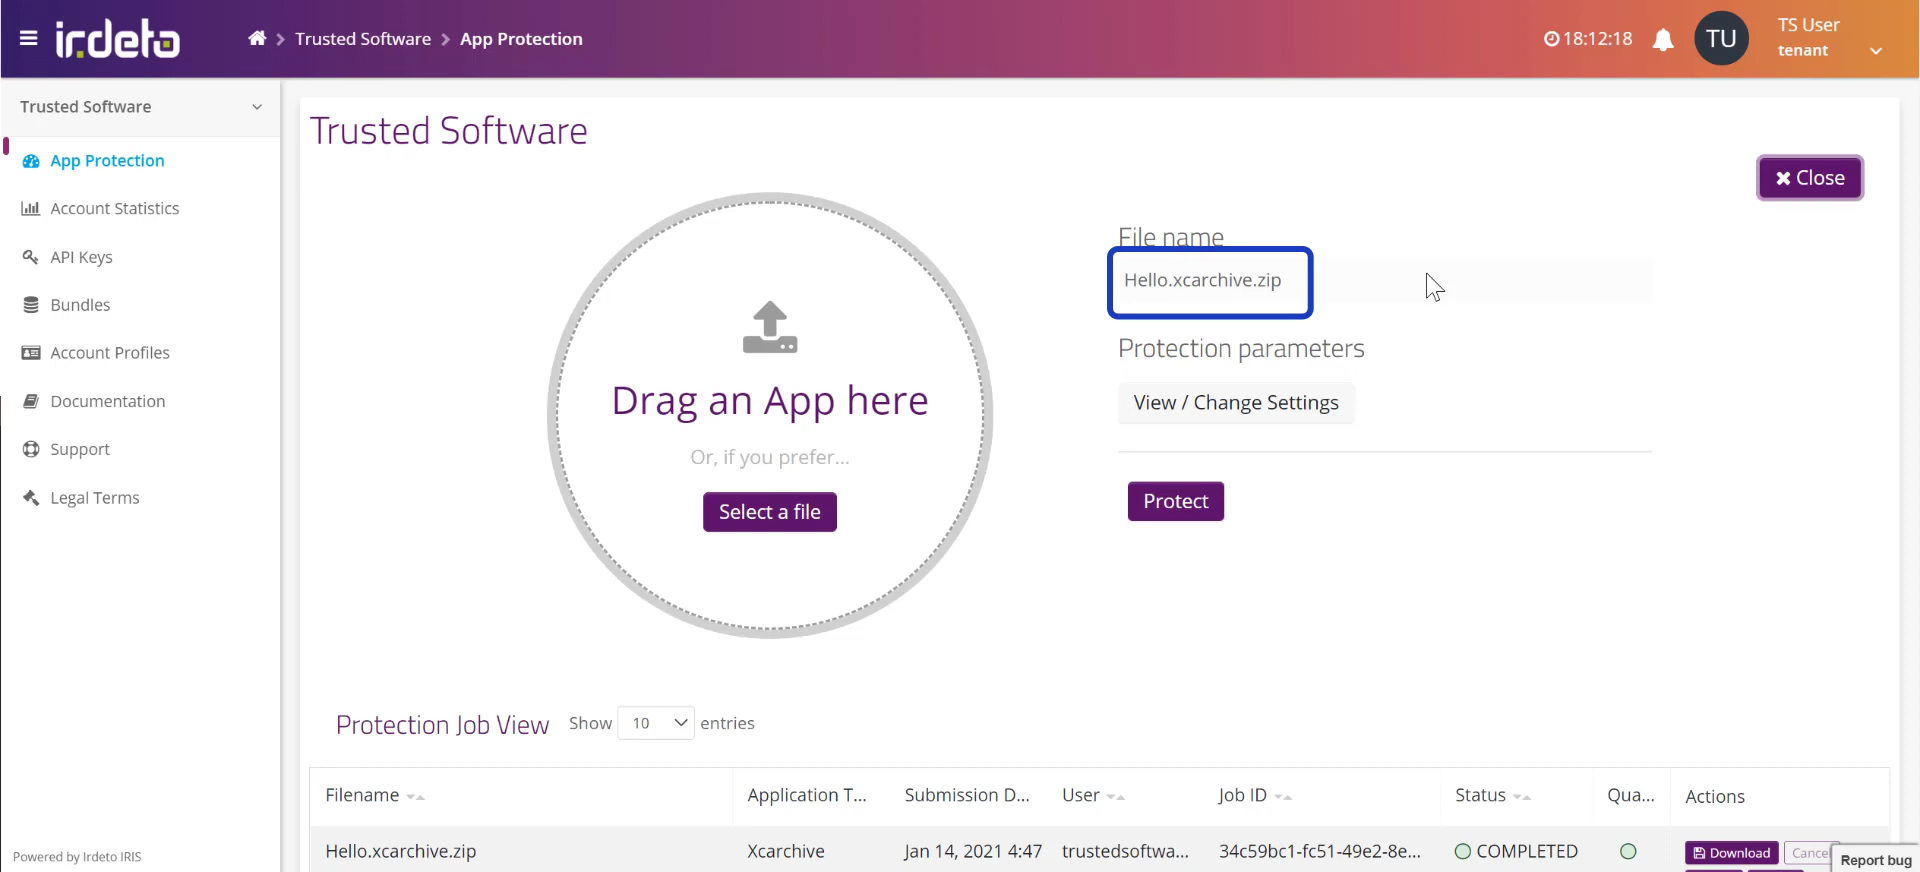 irdeto
Trusted Software
App Protection
18:12:18
TU
TS User
tenant
Trusted Software
App Protection
Account Statistics
API Keys
Bundles
Account Profiles
Documentation
Support
Legal Terms
Powered by Irdeto IRIS
Trusted Software
Close
Drag an App here
Or, if you prefer...
Select a file
File name
Hello.xcarchive.zip
Protection parameters
View / Change Settings
Protect
Protection Job View Show 10 entries
Filename Application T... Submission D... User Job ID Status Qua... Actions
Hello.xcarchive.zip Xcarchive Jan 14, 2021 4:47 trustedsoftwa... 34c59bc1-fc51-49e2-8e... COMPLETED Download Cancel
Report bug